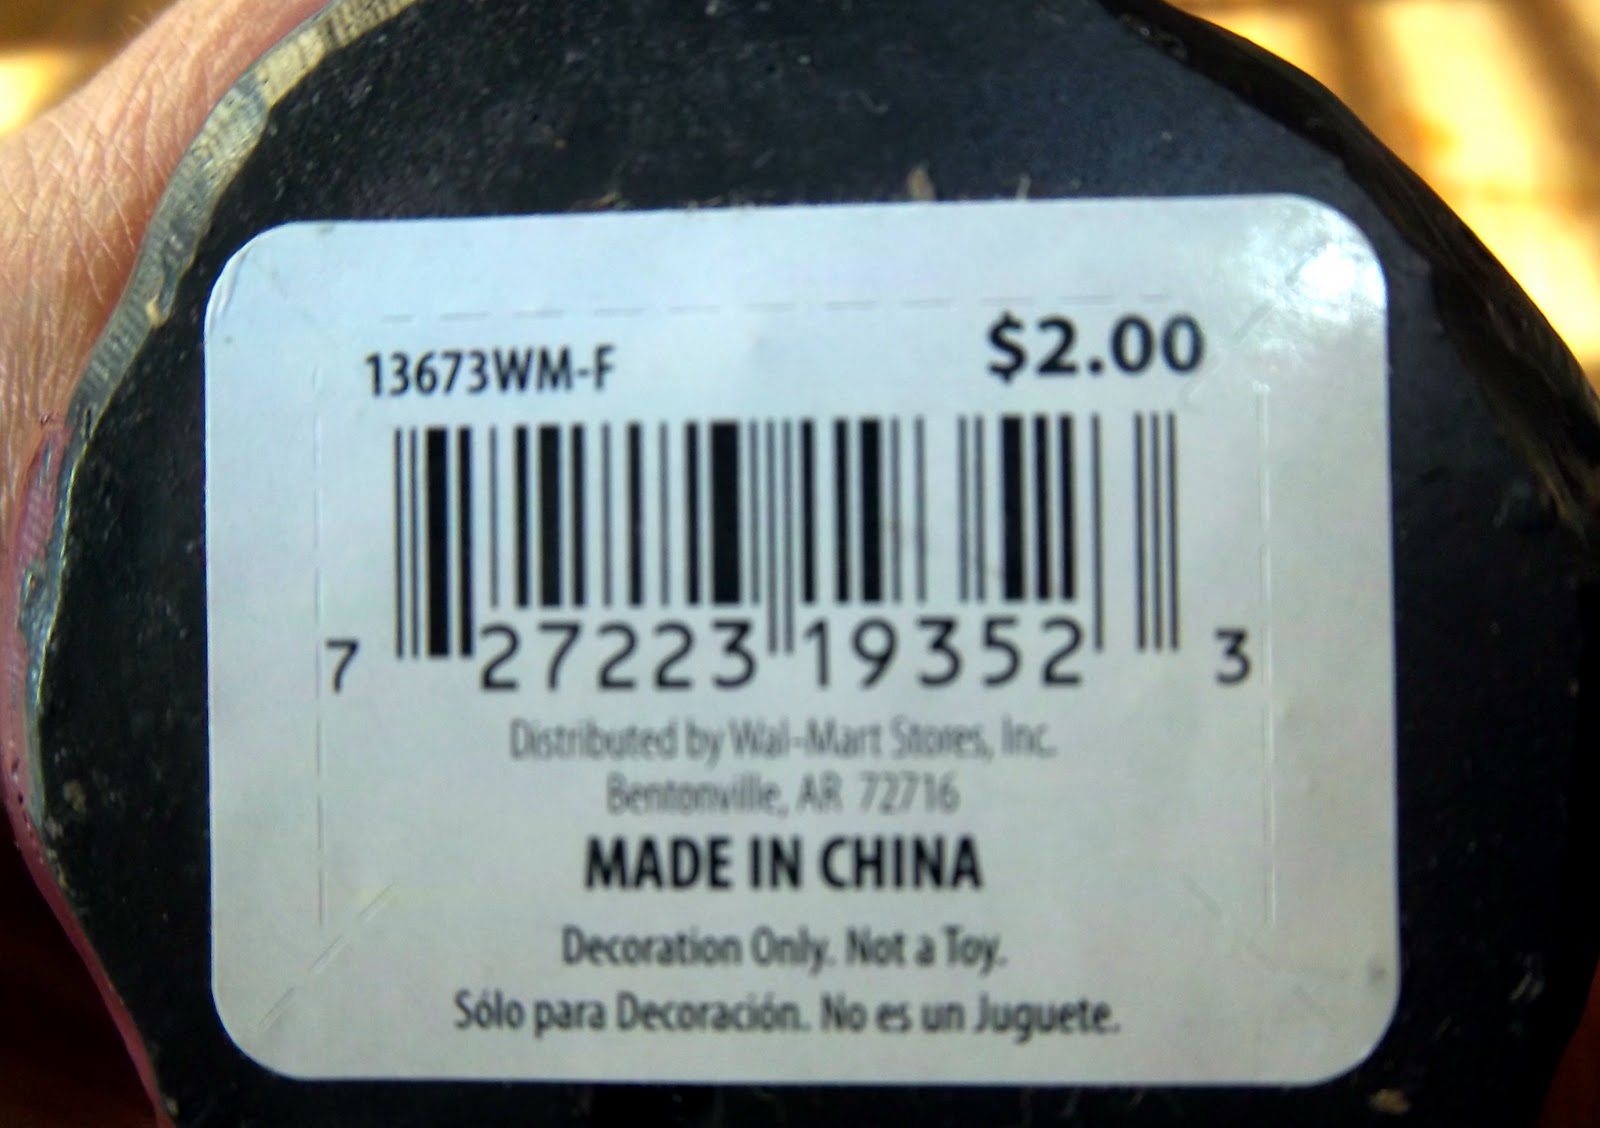 13673WM-F $2.00
7 27223 19352 3
Distributed by Wal-Mart Stores, Inc.
Bentonville, AR 72716
MADE IN CHINA
Decoration Only. Not a Toy.
Sólo para Decoración. No es un Juguete.